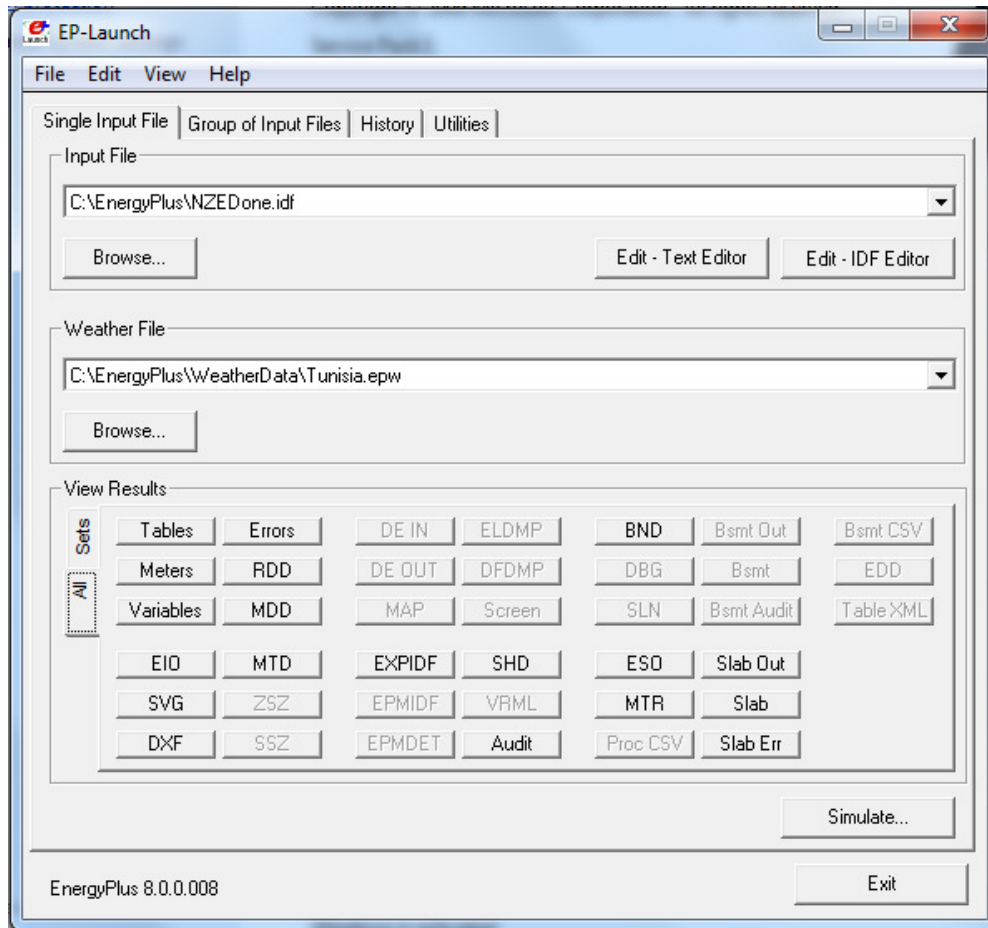 EP-Launch
File Edit View Help
Single Input File Group of Input Files History Utilities
Input File
C:\EnergyPlus\NZEDone.idf
Browse... Edit - Text Editor Edit - IDF Editor
Weather File
C:\EnergyPlus\WeatherData\Tunisia.epw
Browse...
View Results
Sets
All
Tables Errors DE IN ELDMP BND Bsmt Out Bsmt CSV
Meters RDD DE OUT DFDMP DBG Bsmt EDD
Variables MDD MAP Screen SLN Bsmt Audit Table XML
EIO MTD EXPIDF SHD ESO Slab Out
SVG ZSZ EPMIDF VRML MTR Slab
DXF SSZ EPMDET Audit Proc CSV Slab Err
Simulate...
EnergyPlus 8.0.0.008 Exit